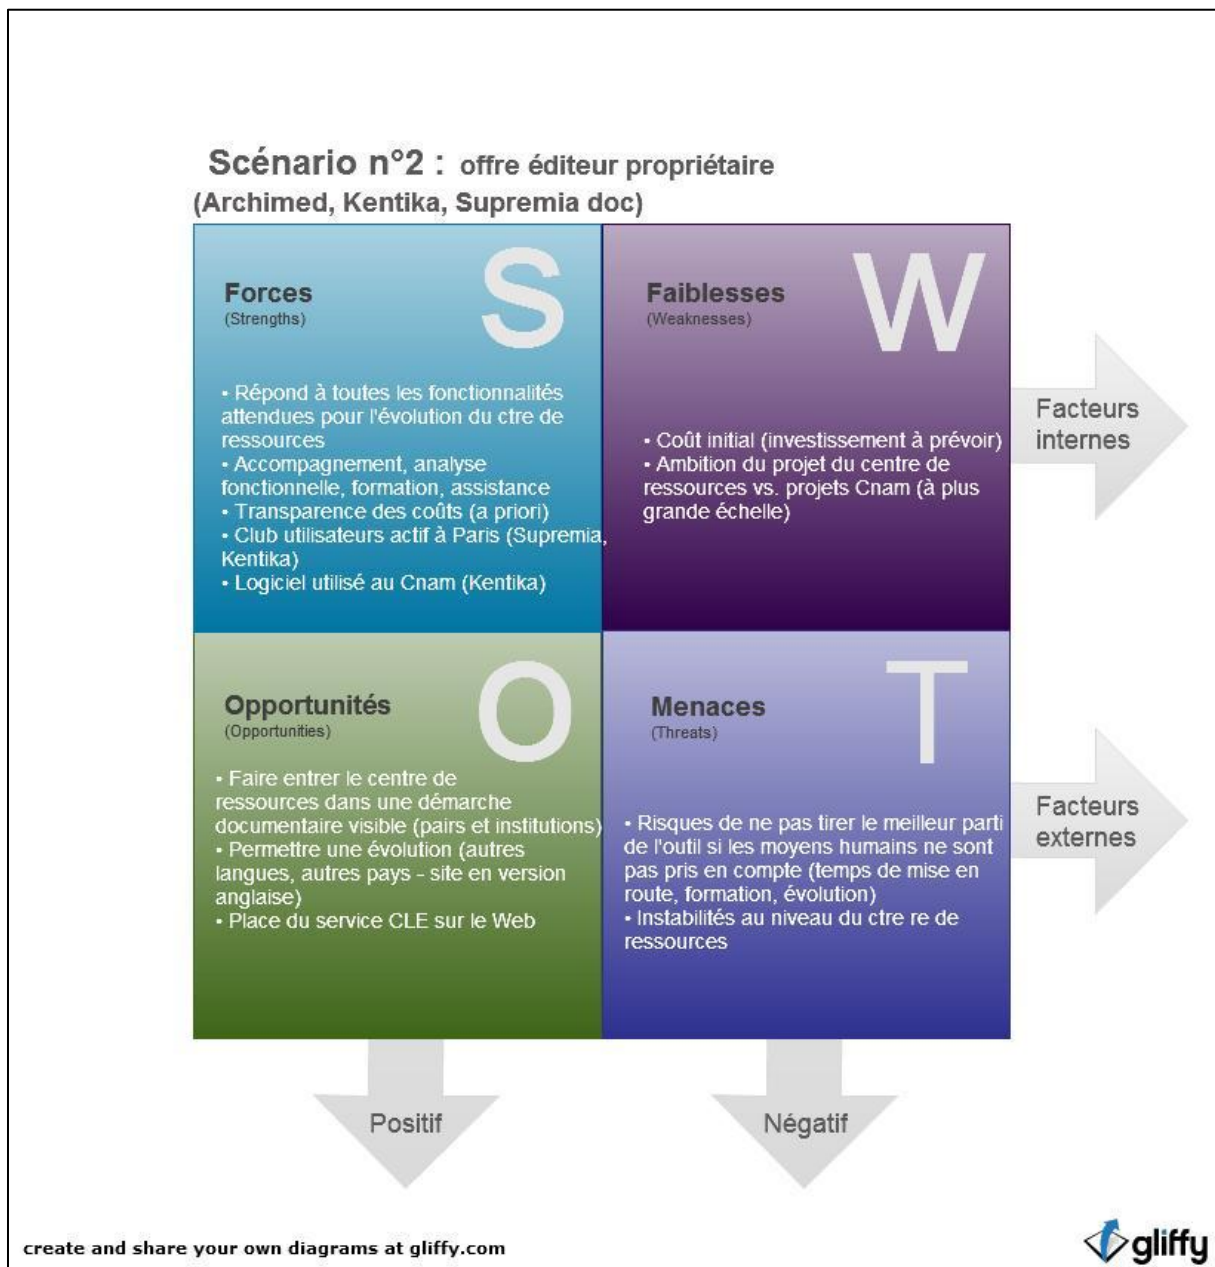 Scénario n°2 : offre éditeur propriétaire
(Archimed, Kentika, Supremia doc)
S
Forces
(Strengths)
• Répond à toutes les fonctionnalités
attendues pour l'évolution du ctre de
ressources
• Accompagnement, analyse
fonctionnelle, formation, assistance
• Transparence des coûts (a priori)
• Club utilisateurs actif à Paris (Supremia,
Kentika)
• Logiciel utilisé au Cnam (Kentika)
W
Faiblesses
(Weaknesses)
• Coût initial (investissement à prévoir)
• Ambition du projet du centre de
ressources vs. projets Cnam (à plus
grande échelle)
Facteurs
internes
O
Opportunités
(Opportunities)
• Faire entrer le centre de
ressources dans une démarche
documentaire visible (pairs et institutions)
• Permettre une évolution (autres
langues, autres pays - site en version
anglaise)
• Place du service CLE sur le Web
T
Menaces
(Threats)
• Risques de ne pas tirer le meilleur parti
de l'outil si les moyens humains ne sont
pas pris en compte (temps de mise en
route, formation, évolution)
• Instabilités au niveau du ctre re de
ressources
Facteurs
externes
Positif
Négatif
create and share your own diagrams at gliffy.com
gliffy